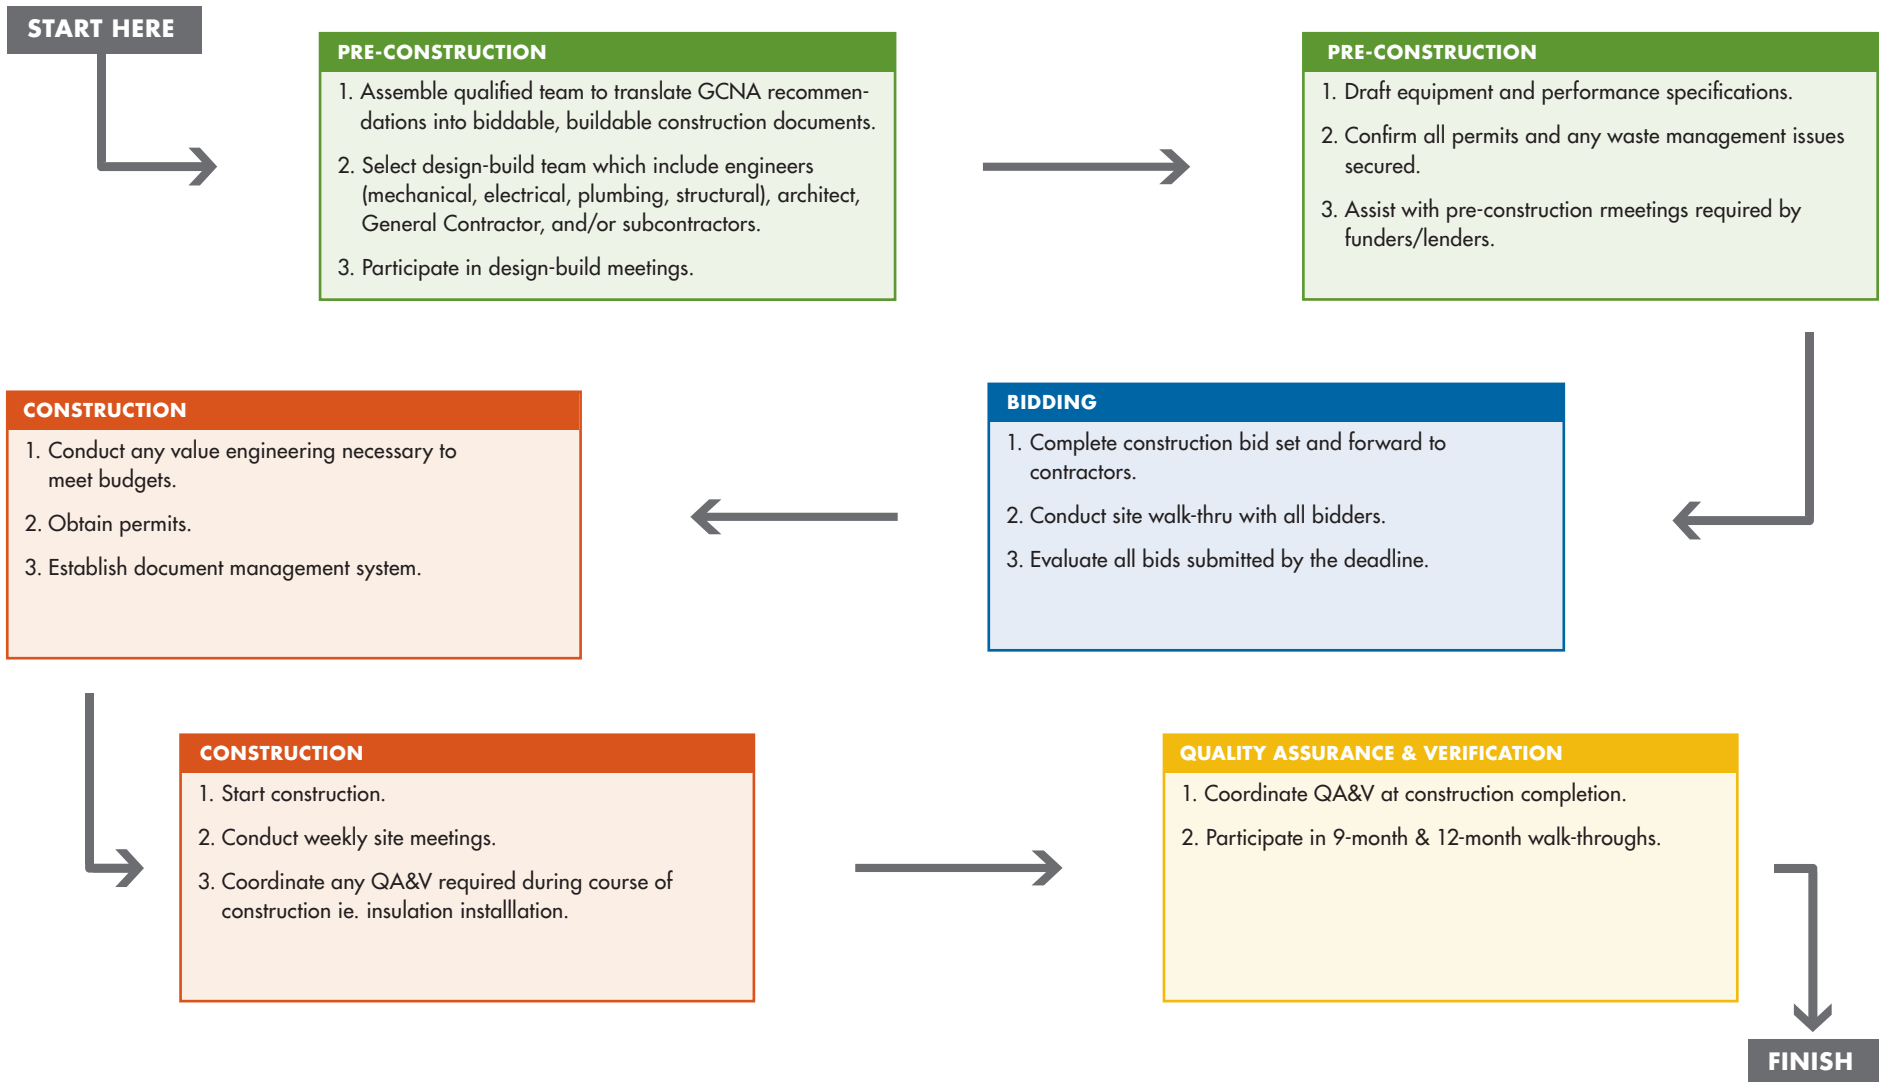 START HERE
PRE-CONSTRUCTION
1. Assemble qualified team to translate GCNA recommen-
dations into biddable, buildable construction documents.
2. Select design-build team which include engineers
(mechanical, electrical, plumbing, structural), architect,
General Contractor, and/or subcontractors.
3. Participate in design-build meetings.
PRE-CONSTRUCTION
1. Draft equipment and performance specifications.
2. Confirm all permits and any waste management issues
secured.
3. Assist with pre-construction rmeetings required by
funders/lenders.
BIDDING
1. Complete construction bid set and forward to
contractors.
2. Conduct site walk-thru with all bidders.
3. Evaluate all bids submitted by the deadline.
CONSTRUCTION
1. Conduct any value engineering necessary to
meet budgets.
2. Obtain permits.
3. Establish document management system.
CONSTRUCTION
1. Start construction.
2. Conduct weekly site meetings.
3. Coordinate any QA&V required during course of
construction ie. insulation installlation.
QUALITY ASSURANCE & VERIFICATION
1. Coordinate QA&V at construction completion.
2. Participate in 9-month & 12-month walk-throughs.
FINISH